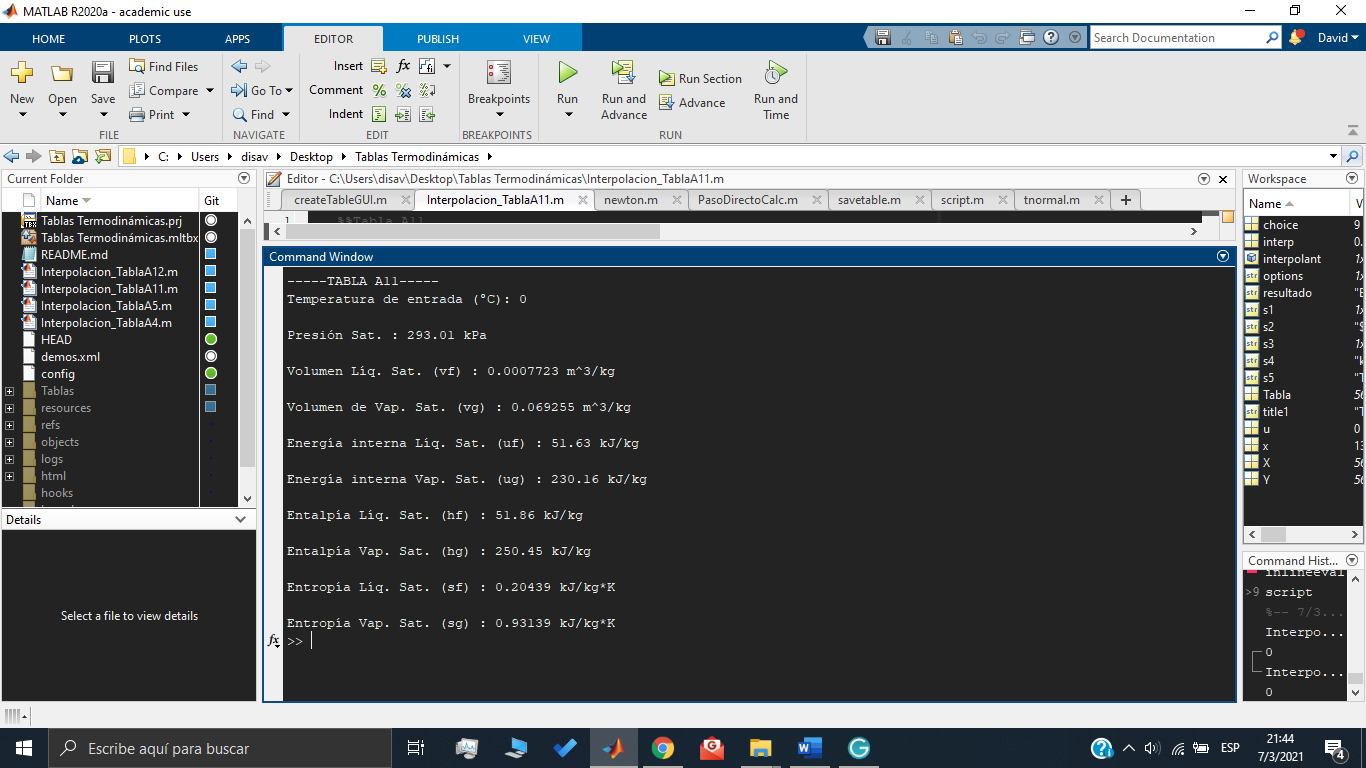 MATLAB R2020a - academic use
HOME PLOTS APPS EDITOR PUBLISH VIEW
Search Documentation
David
New Open Save
Find Files
Compare
Print
FILE
Go To
Find
NAVIGATE
Insert
Comment
Indent
EDIT
Breakpoints
BREAKPOINTS
Run
Run and Advance
Run Section
Advance
Run and Time
RUN
C: Users disav Desktop Tablas Termodinámicas
Current Folder
Name Git
Tablas Termodinámicas.prj
Tablas Termodinámicas.mltbx
README.md
Interpolacion_TablaA12.m
Interpolacion_TablaA11.m
Interpolacion_TablaA5.m
Interpolacion_TablaA4.m
HEAD
demos.xml
config
Tablas
resources
refs
objects
logs
html
hooks
Details
Select a file to view details
Editor - C:\Users\disav\Desktop\Tablas Termodinámicas\Interpolacion_TablaA11.m
createTableGUI.m Interpolacion_TablaA11.m newton.m PasoDirectoCalc.m savetable.m script.m tnormal.m
1 %%Tabla A11
Command Window
-----TABLA A11-----
Temperatura de entrada (°C): 0
Presión Sat. : 293.01 kPa
Volumen Líq. Sat. (vf) : 0.0007723 m^3/kg
Volumen de Vap. Sat. (vg) : 0.069255 m^3/kg
Energía interna Líq. Sat. (uf) : 51.63 kJ/kg
Energía interna Vap. Sat. (ug) : 230.16 kJ/kg
Entalpía Líq. Sat. (hf) : 51.86 kJ/kg
Entalpía Vap. Sat. (hg) : 250.45 kJ/kg
Entropía Líq. Sat. (sf) : 0.20439 kJ/kg*K
Entropía Vap. Sat. (sg) : 0.93139 kJ/kg*K
fx >>
Workspace
Name V
choice 9
interp 0.
interpolant 1x
options 1x
resultado "E
s1 1x
s2 "$
s3 1x
s4 "k
s5 "T
Tabla 56
title1 "T
u 0
x 13
X 56
Y 56
Command Hist...
inlineeval
>9 script
%-- 7/3...
Interpo...
0
Interpo...
0
Escribe aquí para buscar
ESP
21:44
7/3/2021
4